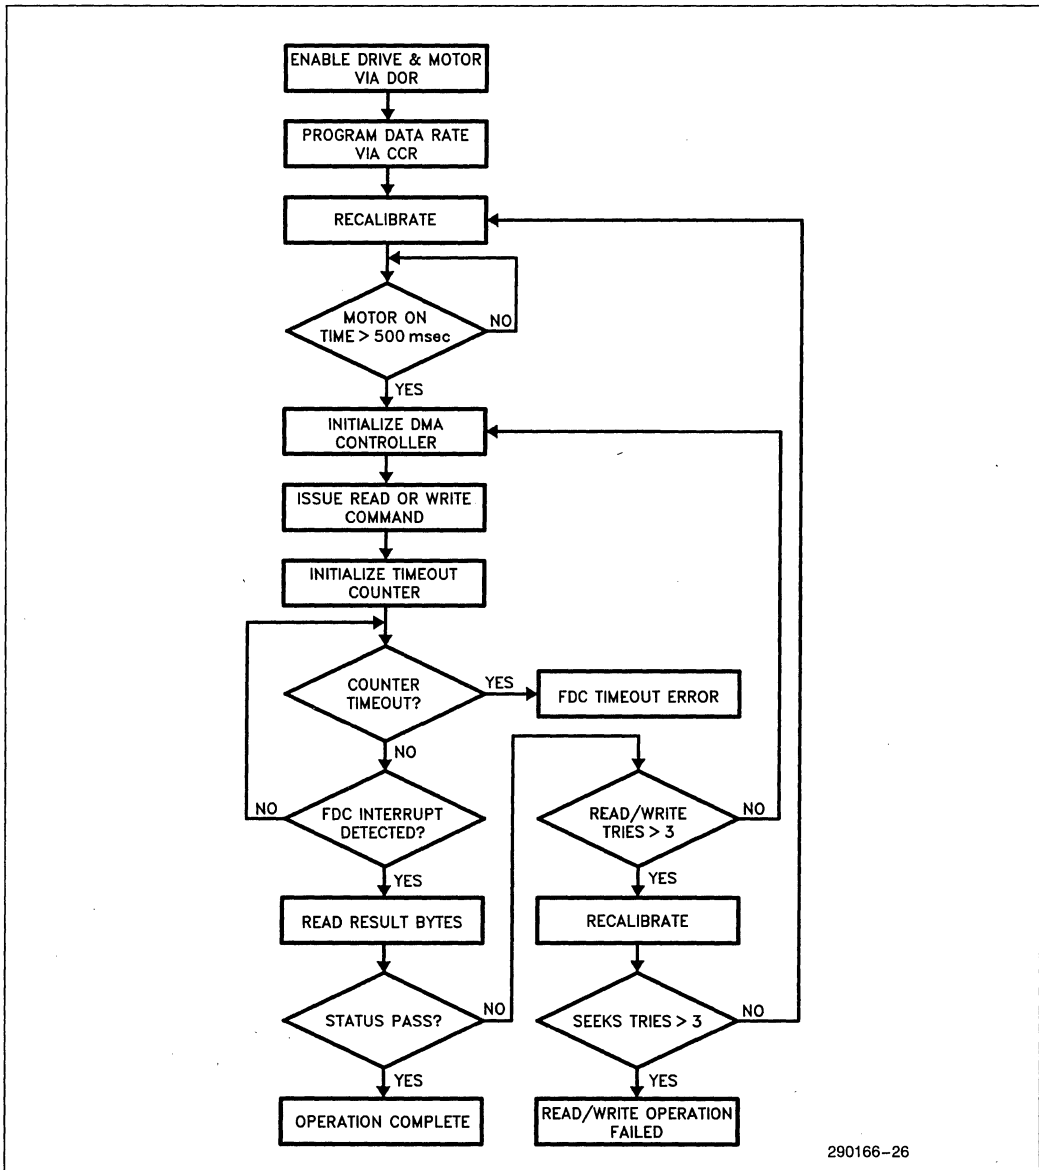 ENABLE DRIVE & MOTOR
VIA DOR
PROGRAM DATA RATE
VIA CCR
RECALIBRATE
MOTOR ON
TIME > 500 msec
NO
YES
INITIALIZE DMA
CONTROLLER
ISSUE READ OR WRITE
COMMAND
INITIALIZE TIMEOUT
COUNTER
COUNTER
TIMEOUT?
YES
FDC TIMEOUT ERROR
NO
FDC INTERRUPT
DETECTED?
NO
YES
READ/WRITE
TRIES > 3
NO
YES
READ RESULT BYTES
RECALIBRATE
STATUS PASS?
NO
YES
SEEKS TRIES > 3
NO
YES
OPERATION COMPLETE
READ/WRITE OPERATION
FAILED
290166-26